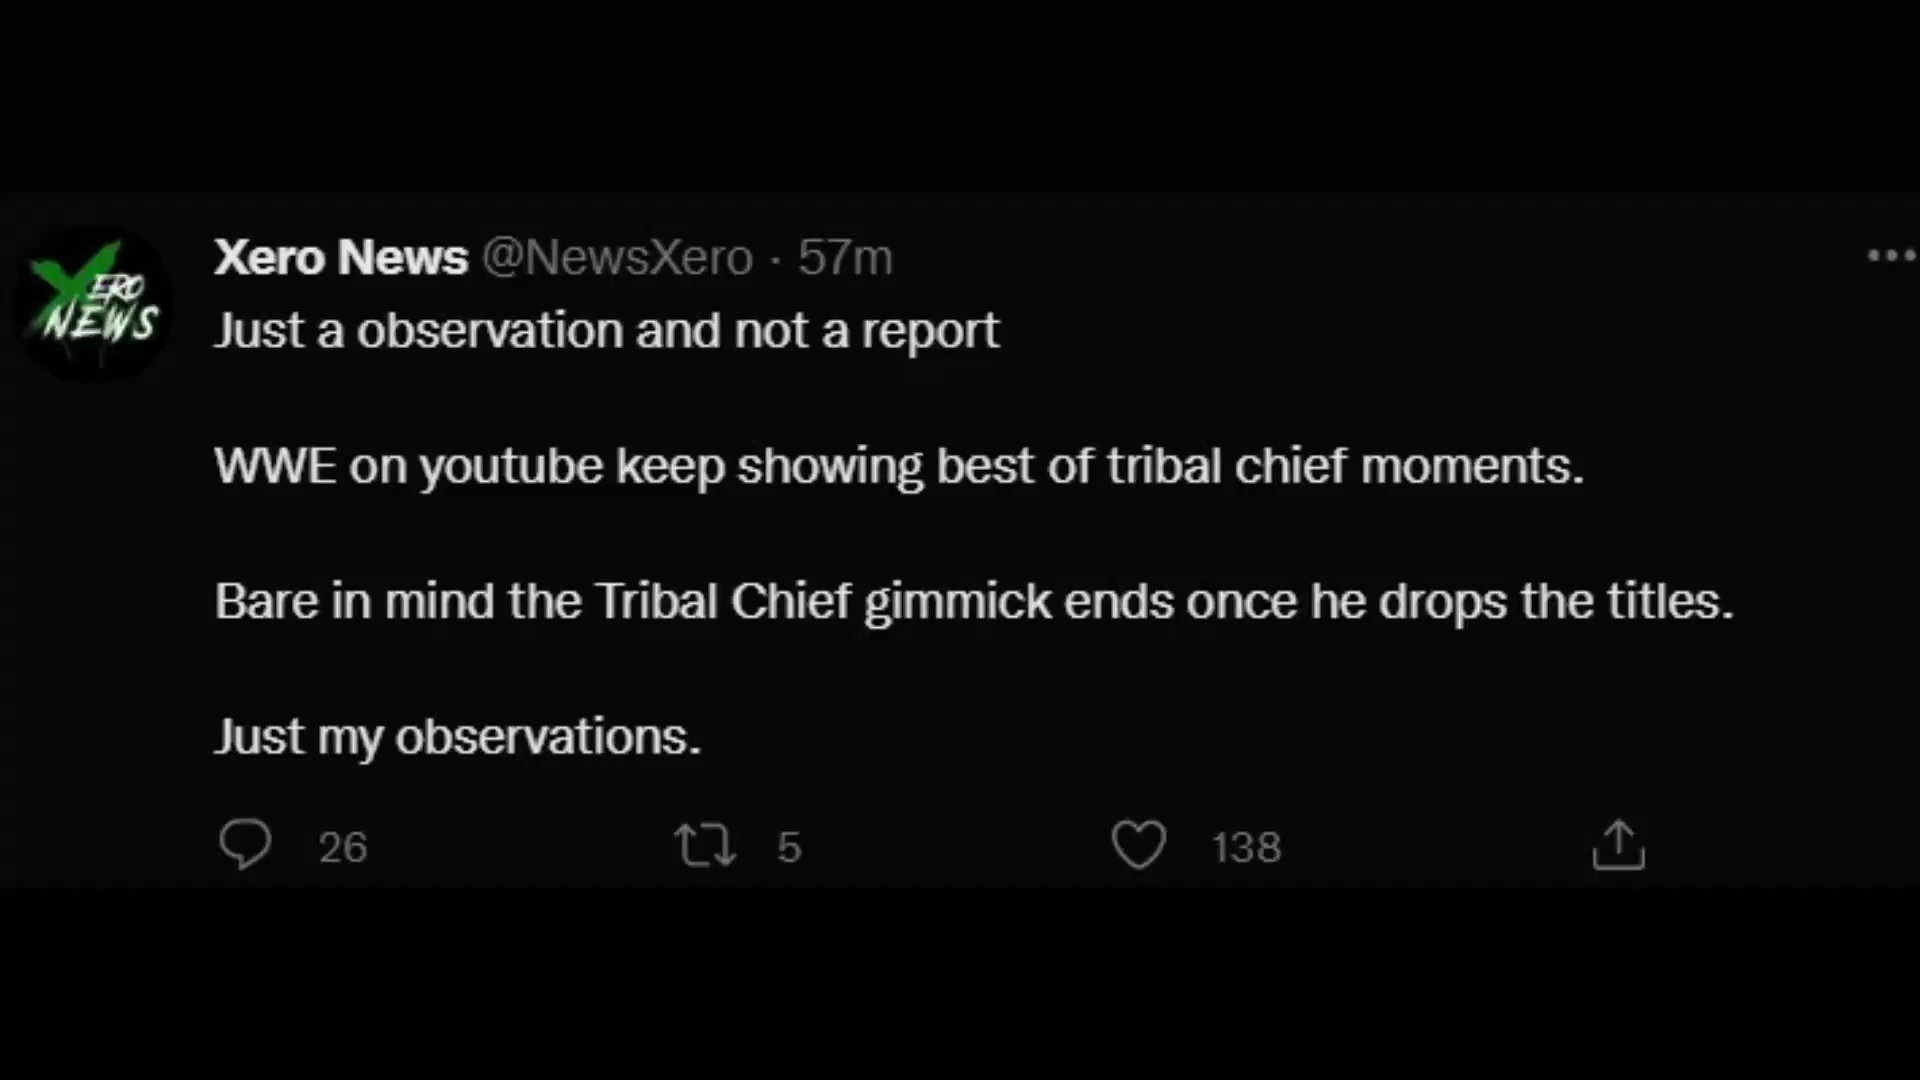 XERO
NEWS
Xero News @NewsXero · 57m
Just a observation and not a report
WWE on youtube keep showing best of tribal chief moments.
Bare in mind the Tribal Chief gimmick ends once he drops the titles.
Just my observations.
26 5 138